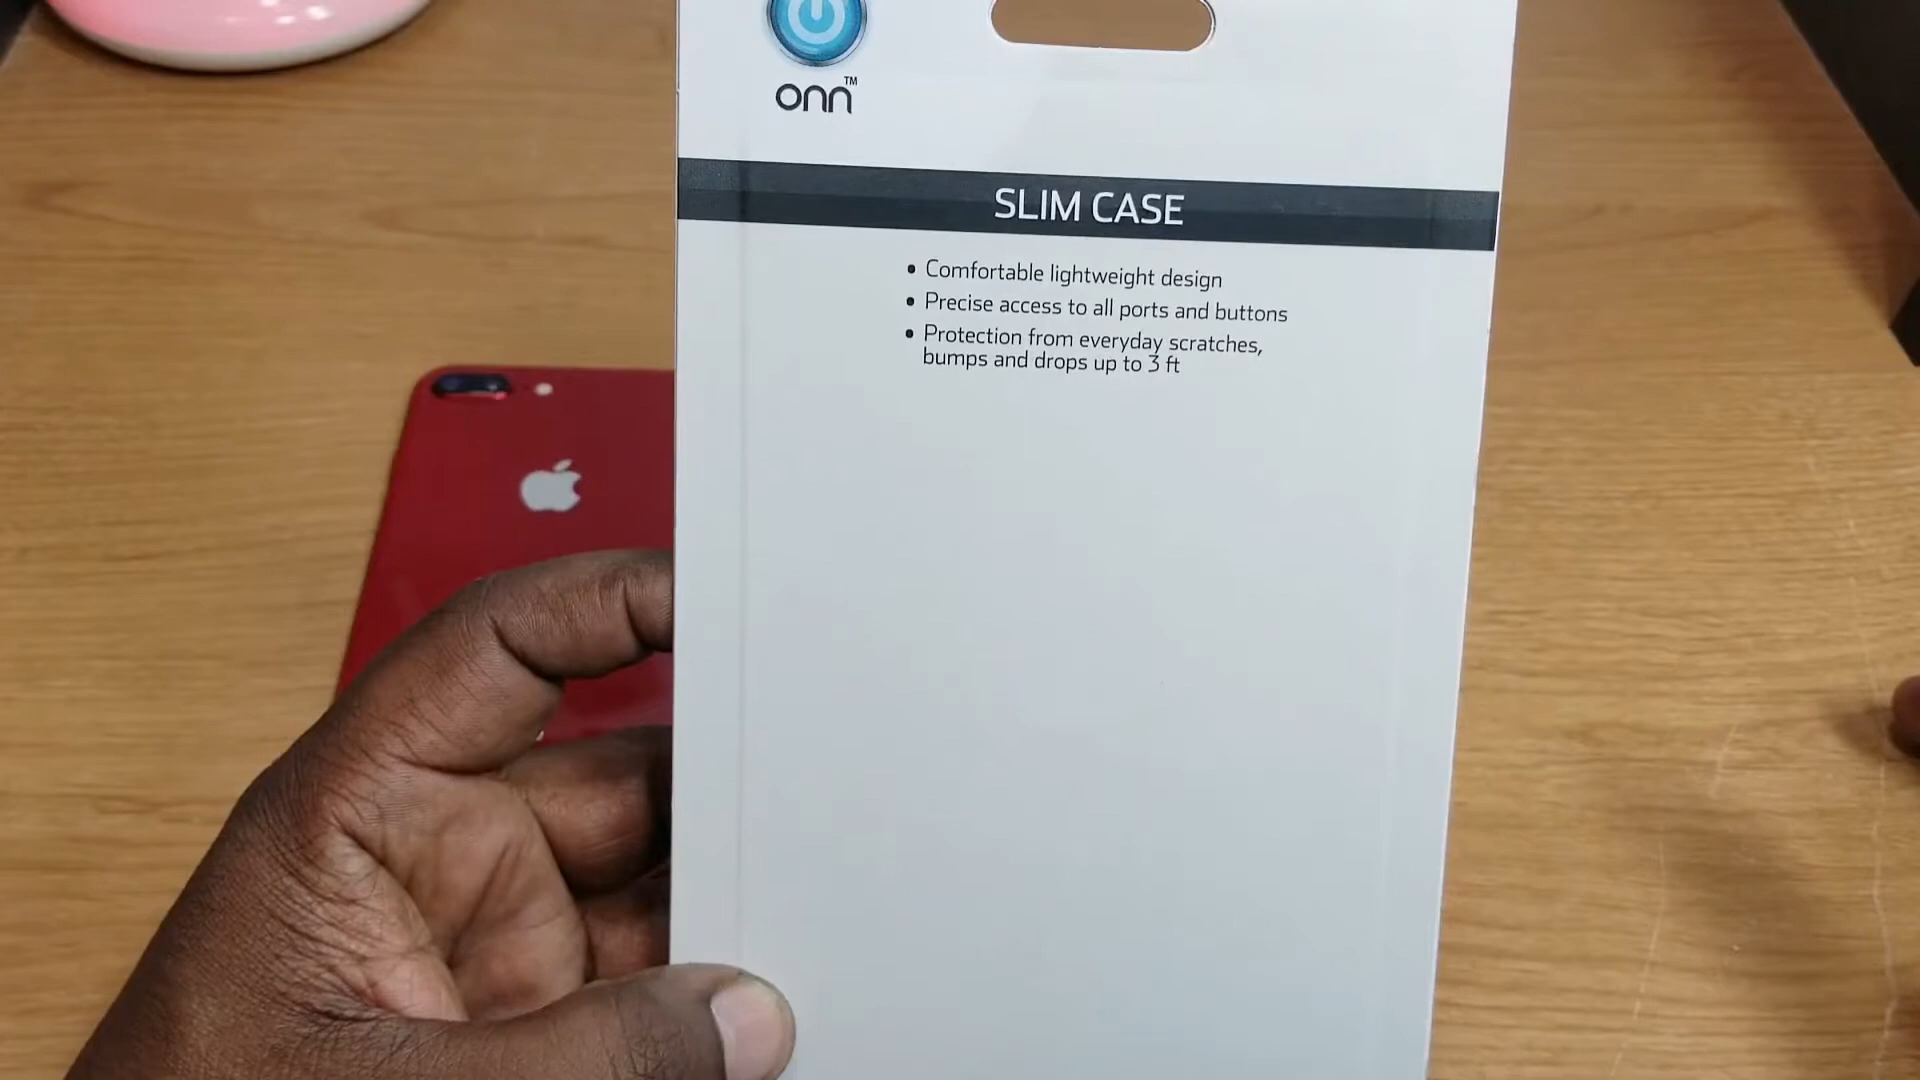 onn™
SLIM CASE
• Comfortable lightweight design
• Precise access to all ports and buttons
• Protection from everyday scratches,
bumps and drops up to 3 ft